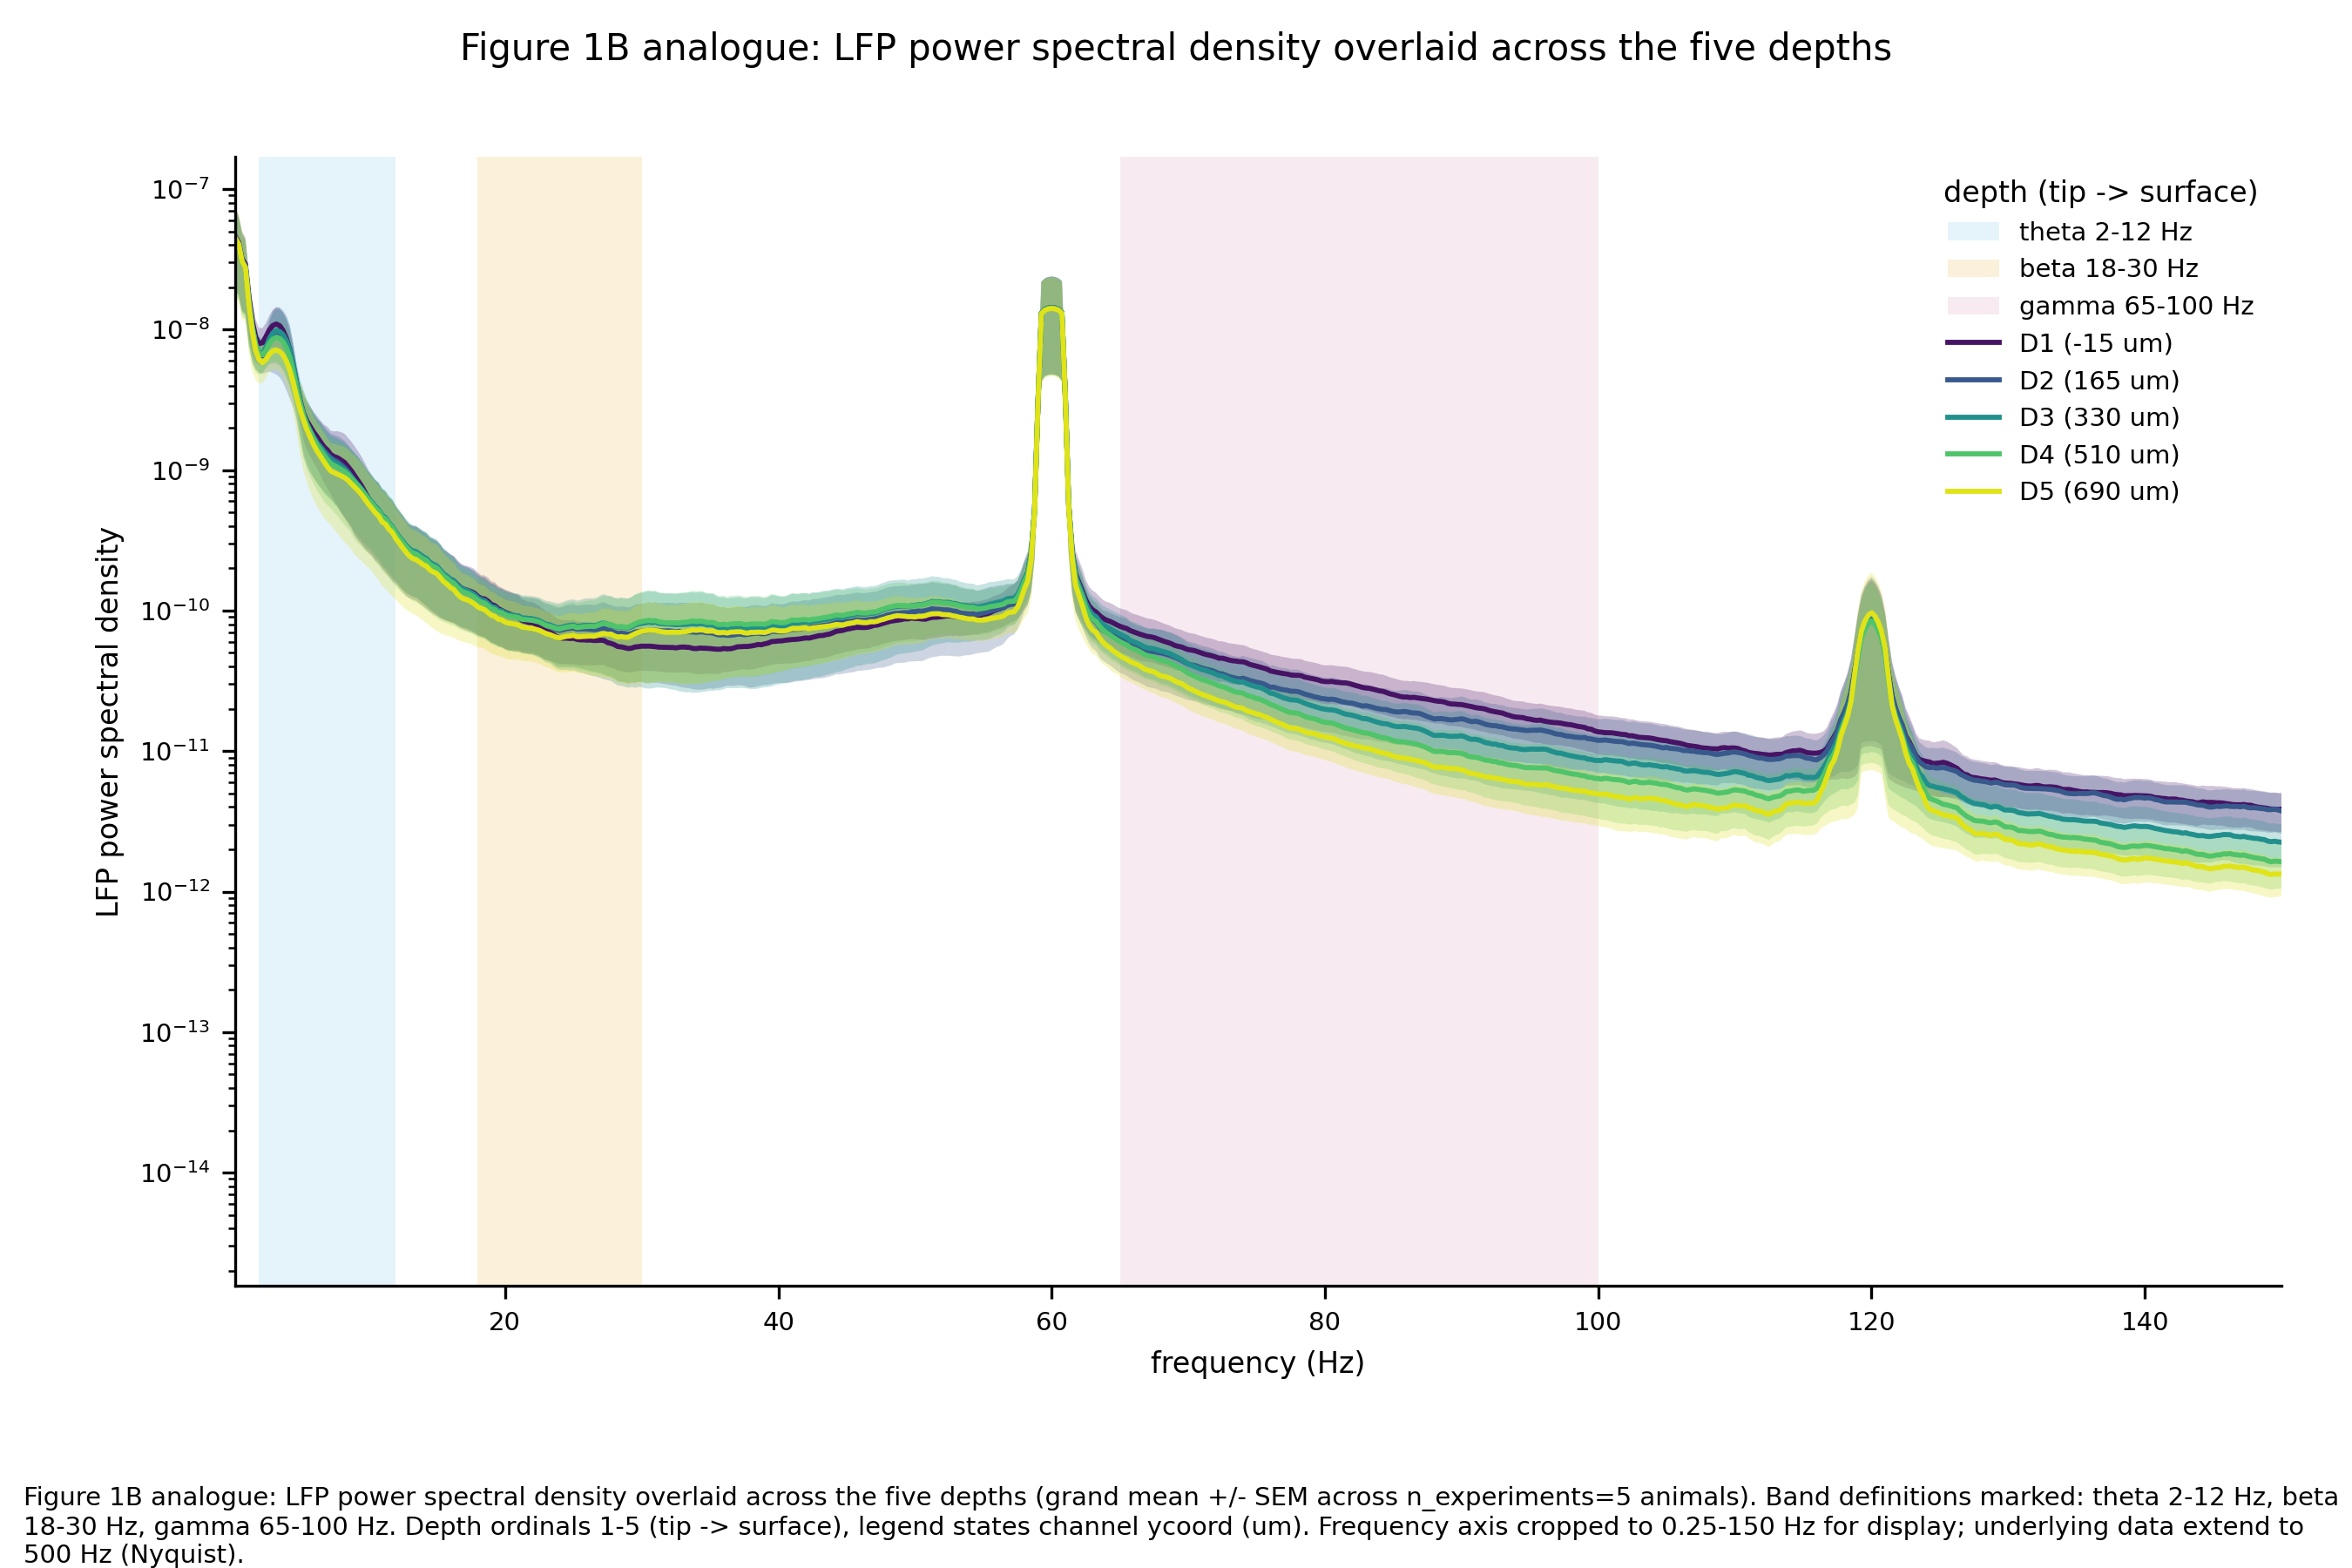 Figure 1B analogue: LFP power spectral density overlaid across the five depths
LFP power spectral density
10⁻⁷
10⁻⁸
10⁻⁹
10⁻¹⁰
10⁻¹¹
10⁻¹²
10⁻¹³
10⁻¹⁴
depth (tip -> surface)
theta 2-12 Hz
beta 18-30 Hz
gamma 65-100 Hz
D1 (-15 um)
D2 (165 um)
D3 (330 um)
D4 (510 um)
D5 (690 um)
20 40 60 80 100 120 140
frequency (Hz)
Figure 1B analogue: LFP power spectral density overlaid across the five depths (grand mean +/- SEM across n_experiments=5 animals). Band definitions marked: theta 2-12 Hz, beta
18-30 Hz, gamma 65-100 Hz. Depth ordinals 1-5 (tip -> surface), legend states channel ycoord (um). Frequency axis cropped to 0.25-150 Hz for display; underlying data extend to
500 Hz (Nyquist).